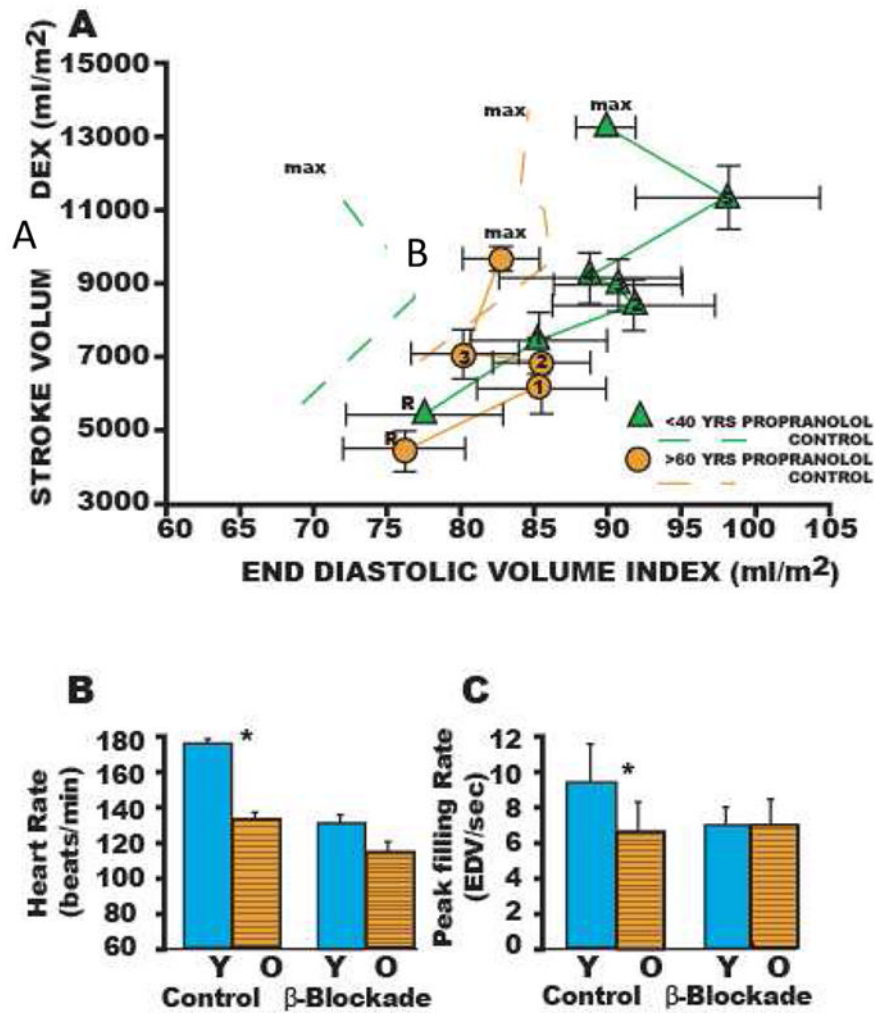 A
STROKE VOLUM DEX (ml/m2)
15000
13000
11000
9000
7000
5000
3000
A
B
max
max
max
max
R
R
1
2
3
<40 YRS PROPRANOLOL
CONTROL
>60 YRS PROPRANOLOL
CONTROL
60 65 70 75 80 85 90 95 100 105
END DIASTOLIC VOLUME INDEX (ml/m2)
B
Heart Rate
(beats/min)
180
160
140
120
100
80
60
*
Y O Y O
Control β-Blockade
C
Peak filling Rate
(EDV/sec)
12
10
8
6
4
2
0
*
Y O Y O
Control β-Blockade